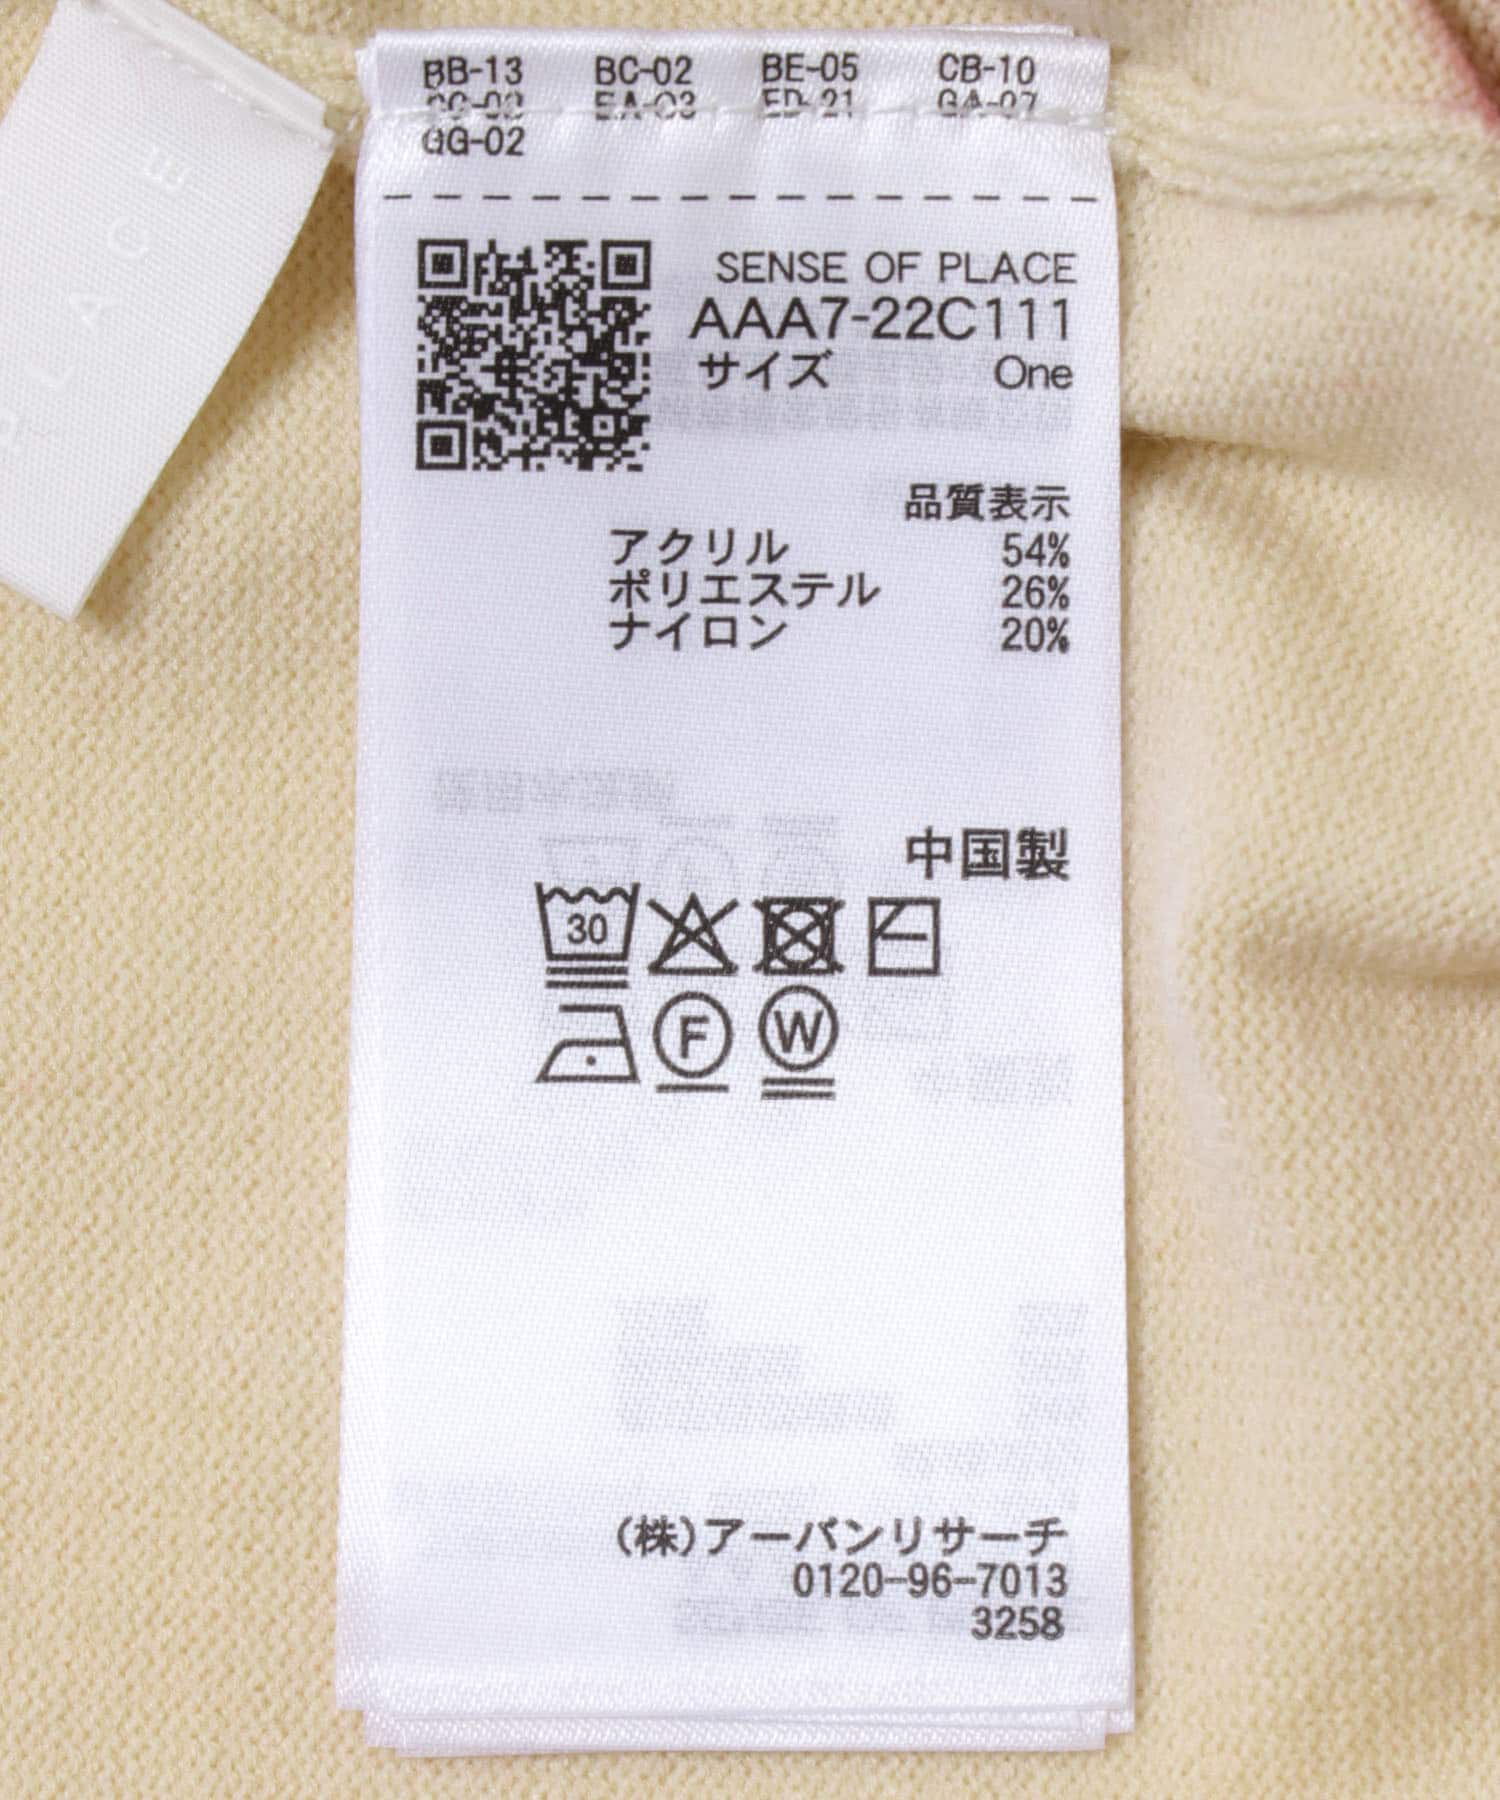 BB-13 BC-02 BE-05 CB-10
GG-02
SENSE OF PLACE
AAA7-22C111
サイズ One
品質表示
アクリル 54%
ポリエステル 26%
ナイロン 20%
中国製
30
F W
(株)アーバンリサーチ
0120-96-7013
3258
PLACE